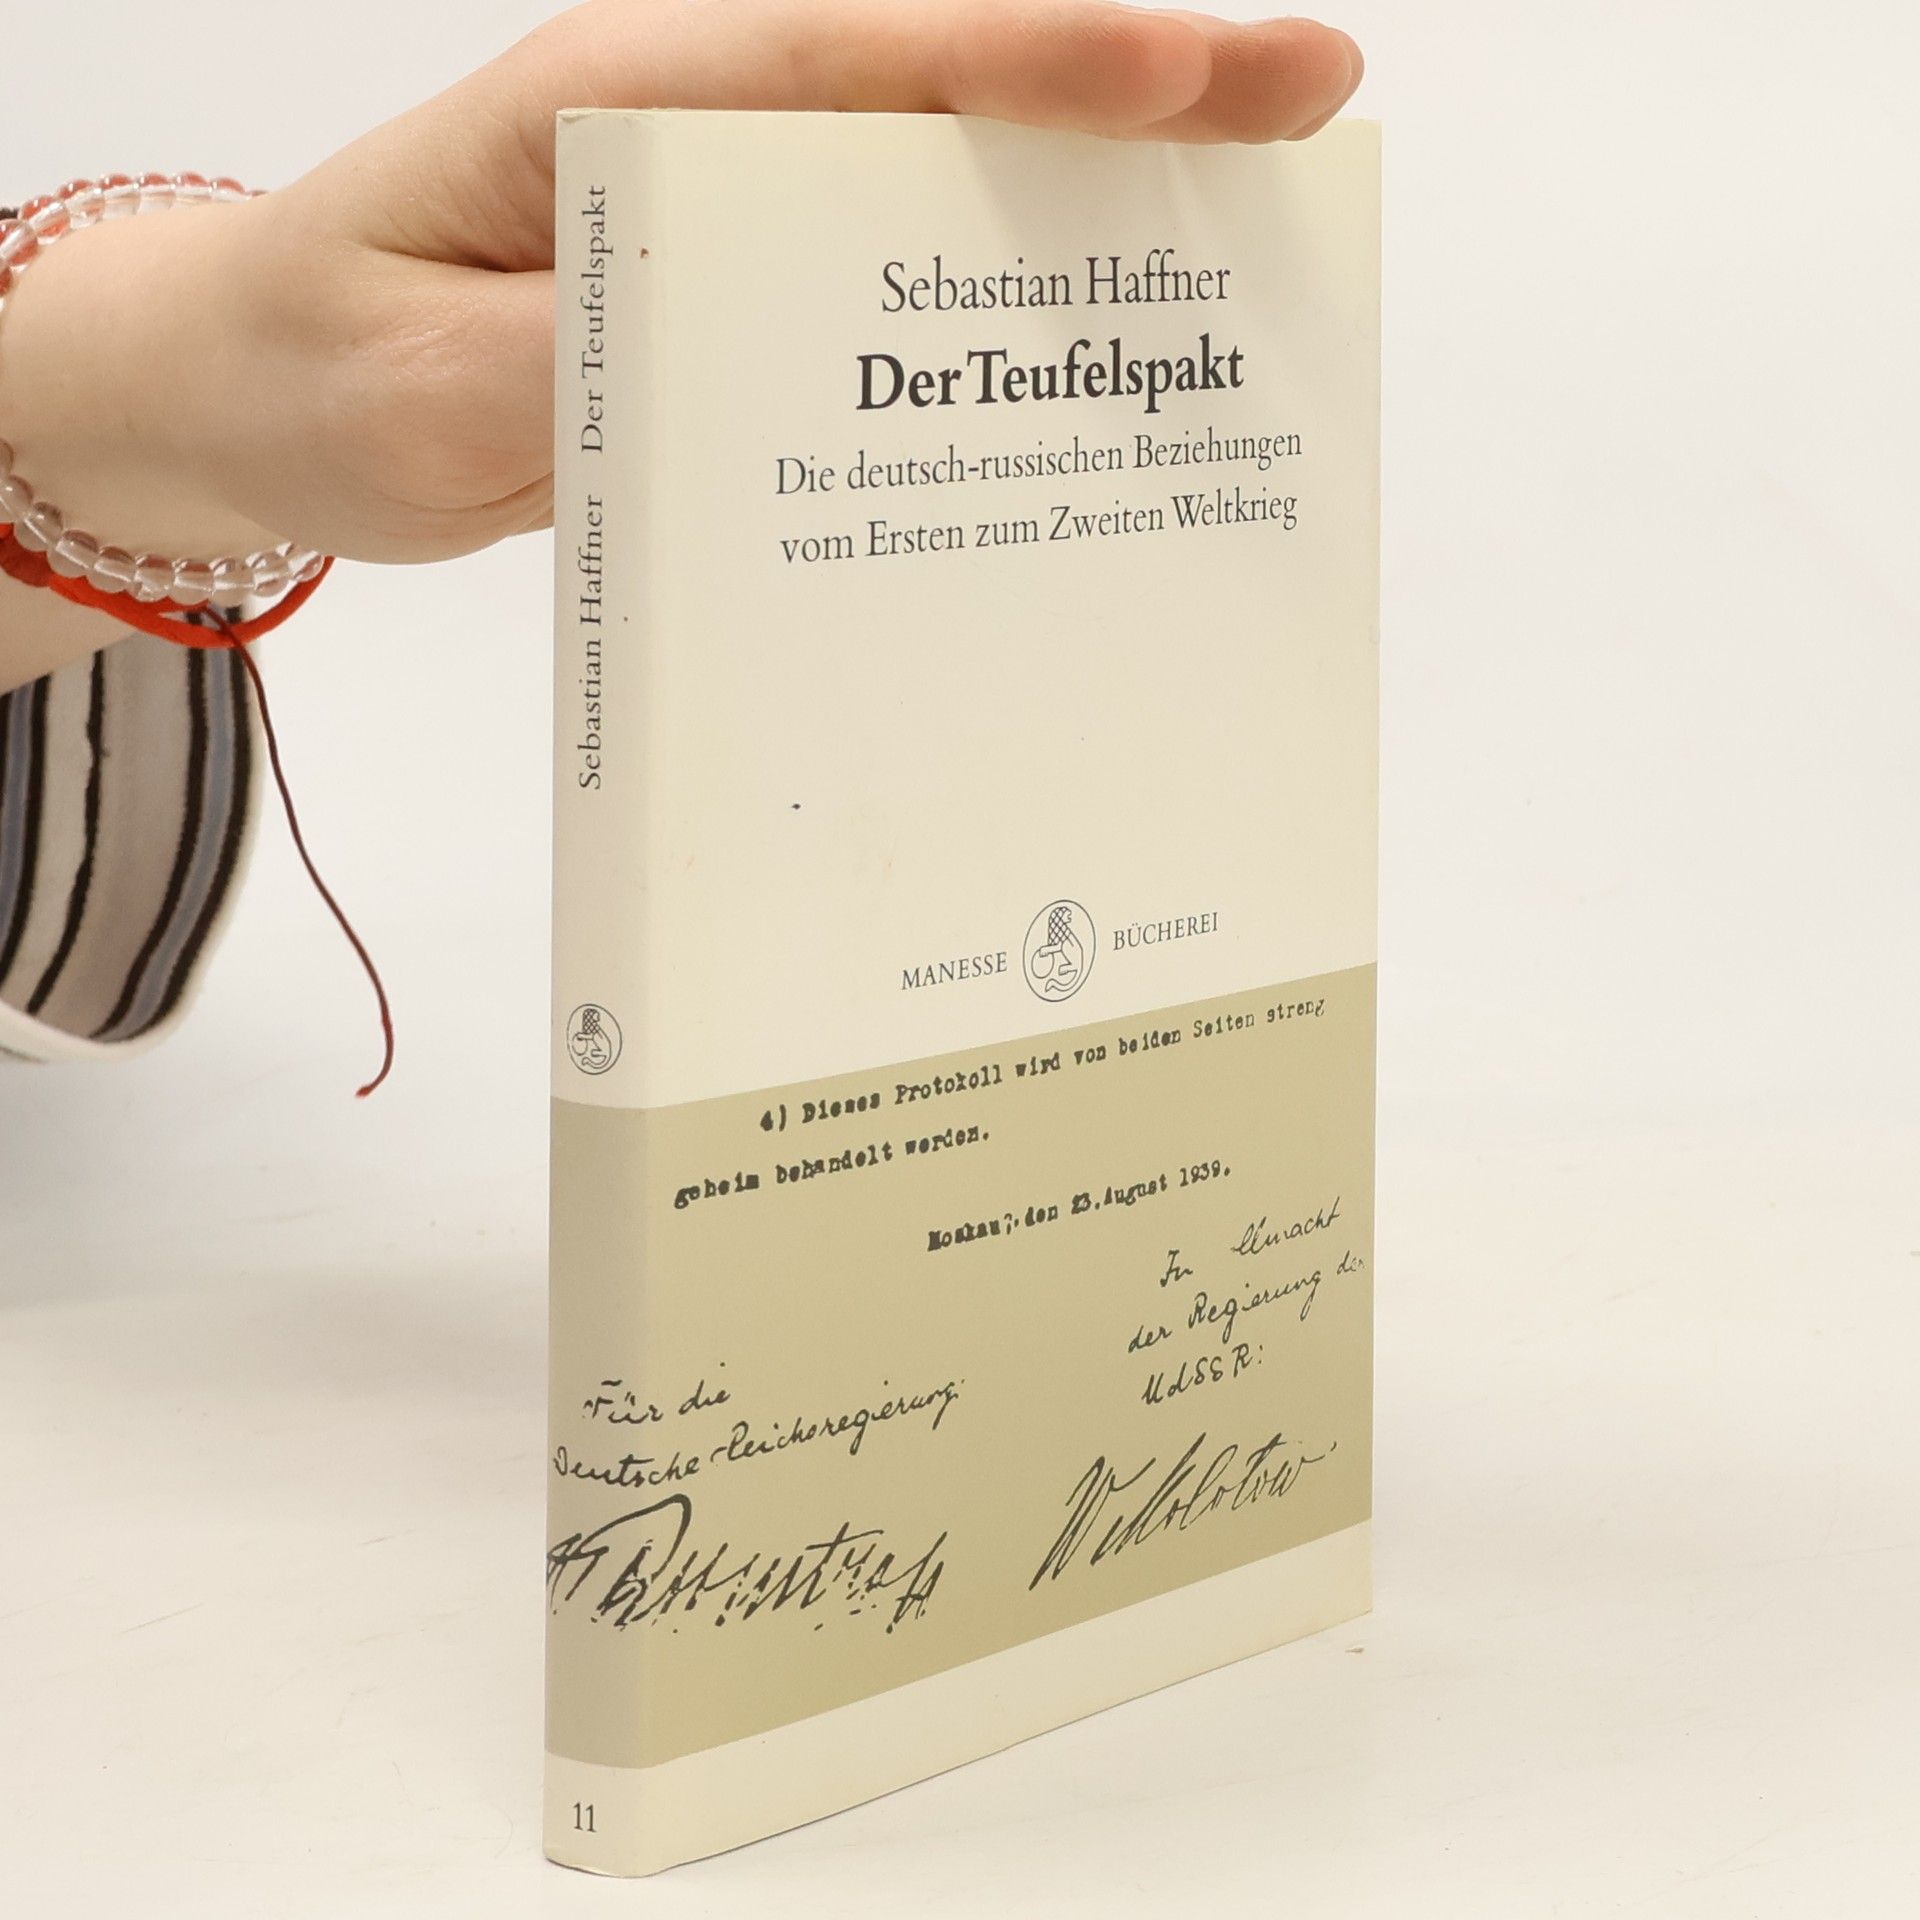 Sebastian Haffner Der Teufelspakt
11
Sebastian Haffner
Der Teufelspakt
Die deutsch-russischen Beziehungen
vom Ersten zum Zweiten Weltkrieg
MANESSE BÜCHEREI
4) Dieses Protokoll wird von beiden Seiten streng
geheim behandelt werden.
Moskau, den 23.August 1939.
Für die
Deutsche Reichsregierung:
In
der Regierung der
UdSSR:
W Molotow